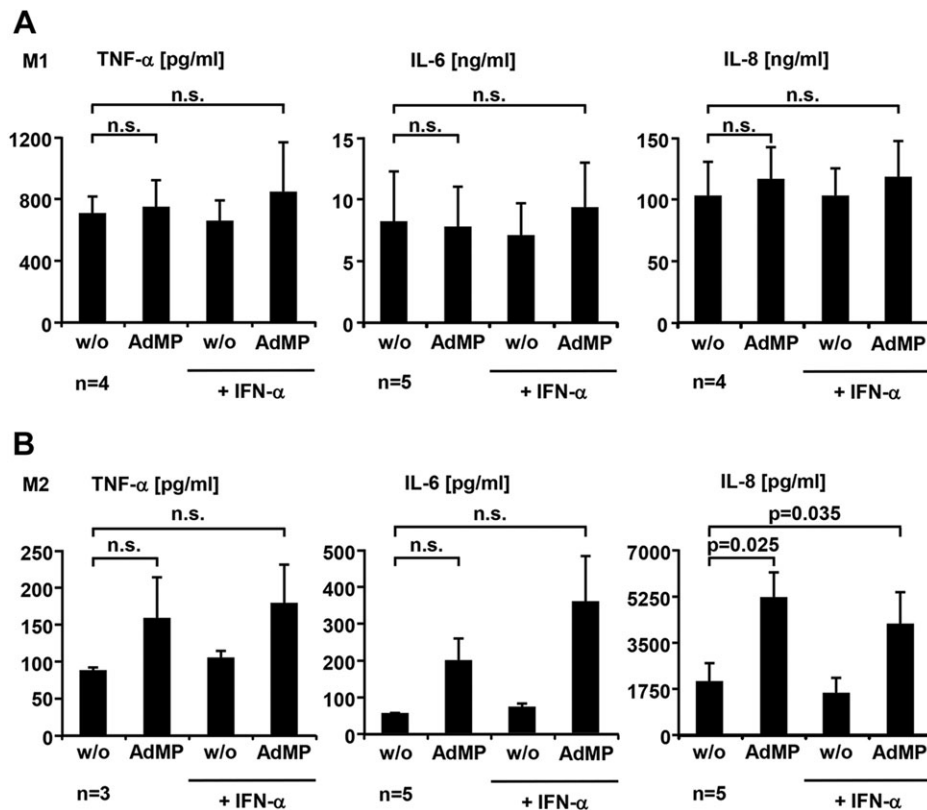 A
M1 TNF-α [pg/ml] IL-6 [ng/ml] IL-8 [ng/ml]
n.s. n.s. n.s.
n.s. n.s. n.s.
1200 15 150
800 10 100
400 5 50
0 0 0
w/o AdMP w/o AdMP w/o AdMP w/o AdMP w/o AdMP w/o AdMP
n=4 + IFN-α n=5 + IFN-α n=4 + IFN-α
B
M2 TNF-α [pg/ml] IL-6 [pg/ml] IL-8 [pg/ml]
n.s. n.s. p=0.035
n.s. n.s. p=0.025
250 500 7000
200 400 5250
150 300 3500
100 200 1750
50 100 0
0 0
w/o AdMP w/o AdMP w/o AdMP w/o AdMP w/o AdMP w/o AdMP
n=3 + IFN-α n=5 + IFN-α n=5 + IFN-α